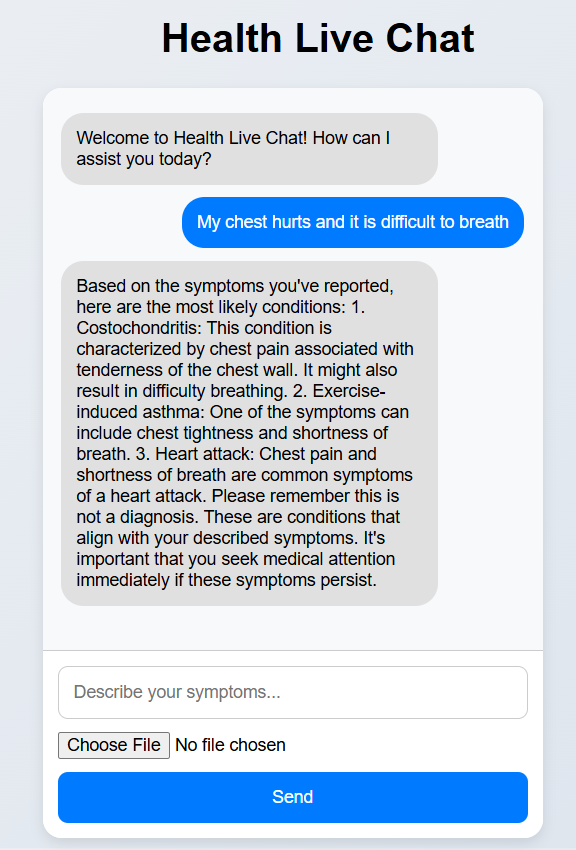 Health Live Chat
Welcome to Health Live Chat! How can I
assist you today?
My chest hurts and it is difficult to breath
Based on the symptoms you've reported,
here are the most likely conditions: 1.
Costochondritis: This condition is
characterized by chest pain associated with
tenderness of the chest wall. It might also
result in difficulty breathing. 2. Exercise-
induced asthma: One of the symptoms can
include chest tightness and shortness of
breath. 3. Heart attack: Chest pain and
shortness of breath are common symptoms
of a heart attack. Please remember this is
not a diagnosis. These are conditions that
align with your described symptoms. It's
important that you seek medical attention
immediately if these symptoms persist.
Describe your symptoms...
Choose File No file chosen
Send